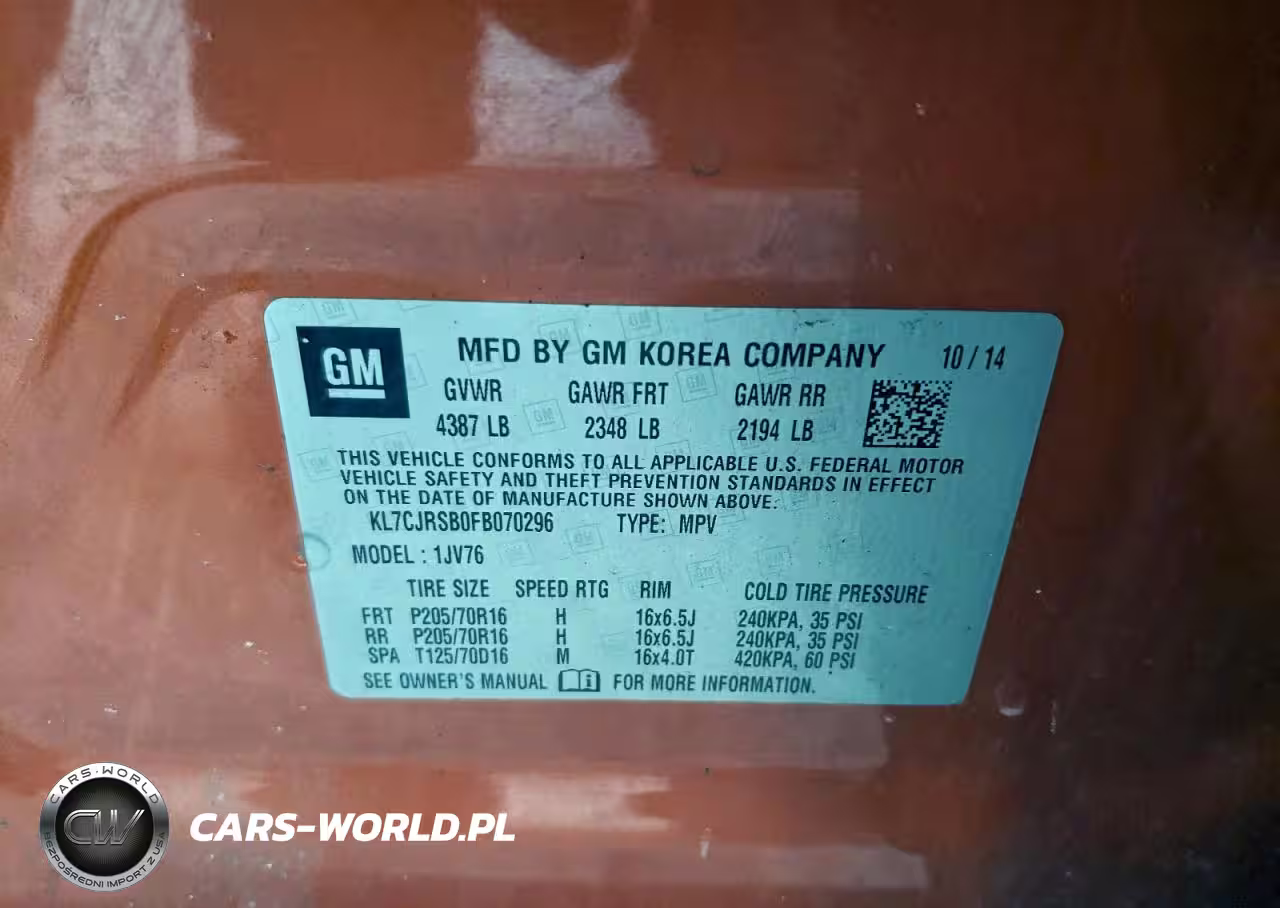 GM
MFD BY GM KOREA COMPANY 10 / 14
GVWR GAWR FRT GAWR RR
4387 LB 2348 LB 2194 LB
THIS VEHICLE CONFORMS TO ALL APPLICABLE U.S. FEDERAL MOTOR
VEHICLE SAFETY AND THEFT PREVENTION STANDARDS IN EFFECT
ON THE DATE OF MANUFACTURE SHOWN ABOVE:
KL7CJRSB0FB070296 TYPE: MPV
MODEL : 1JV76
TIRE SIZE SPEED RTG RIM COLD TIRE PRESSURE
FRT P205/70R16 H 16x6.5J 240KPA, 35 PSI
RR P205/70R16 H 16x6.5J 240KPA, 35 PSI
SPA T125/70D16 M 16x4.0T 420KPA, 60 PSI
SEE OWNER'S MANUAL FOR MORE INFORMATION.
CARS-WORLD
CW
BEZPOŚREDNI IMPORT Z USA
CARS-WORLD.PL